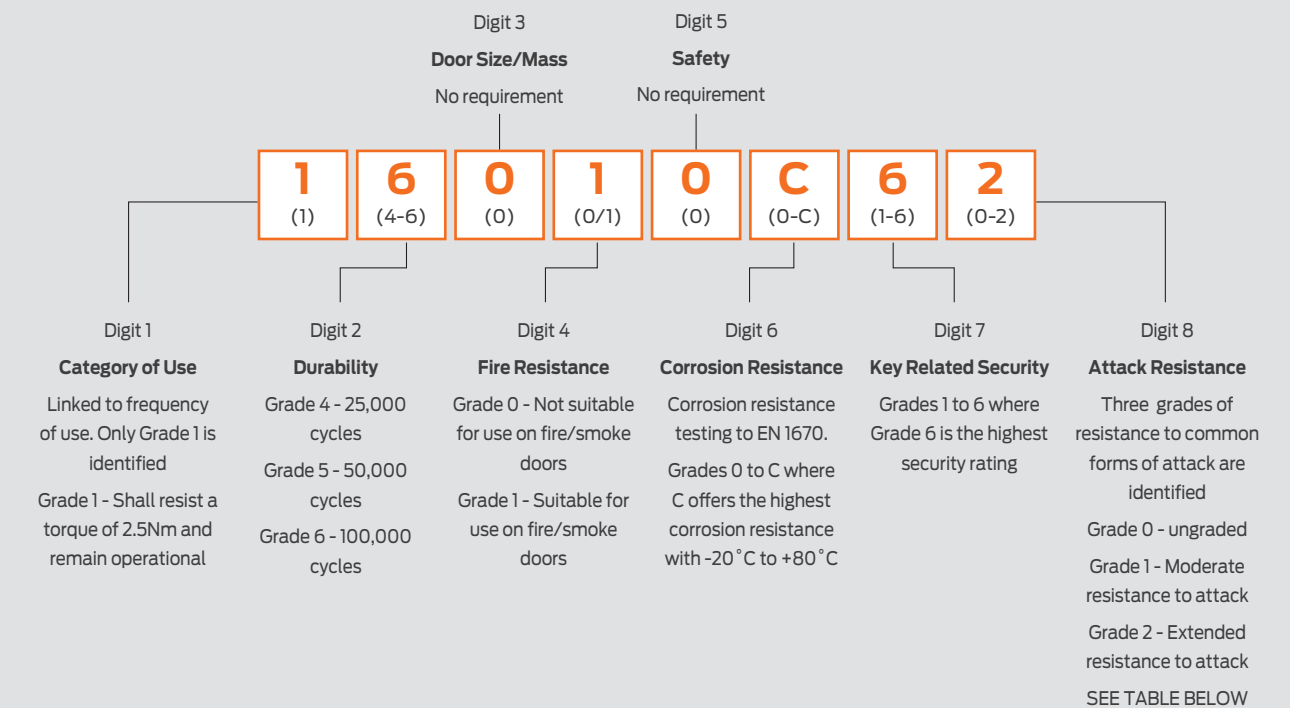 Digit 3
Door Size/Mass
No requirement
Digit 5
Safety
No requirement
1
(1)
6
(4-6)
0
(0)
1
(0/1)
0
(0)
C
(0-C)
6
(1-6)
2
(0-2)
Digit 1
Category of Use
Linked to frequency
of use. Only Grade 1 is
identified
Grade 1 - Shall resist a
torque of 2.5Nm and
remain operational
Digit 2
Durability
Grade 4 - 25,000
cycles
Grade 5 - 50,000
cycles
Grade 6 - 100,000
cycles
Digit 4
Fire Resistance
Grade 0 - Not suitable
for use on fire/smoke
doors
Grade 1 - Suitable for
use on fire/smoke
doors
Digit 6
Corrosion Resistance
Corrosion resistance
testing to EN 1670.
Grades 0 to C where
C offers the highest
corrosion resistance
with -20˚C to +80˚C
Digit 7
Key Related Security
Grades 1 to 6 where
Grade 6 is the highest
security rating
Digit 8
Attack Resistance
Three grades of
resistance to common
forms of attack are
identified
Grade 0 - ungraded
Grade 1 - Moderate
resistance to attack
Grade 2 - Extended
resistance to attack
SEE TABLE BELOW